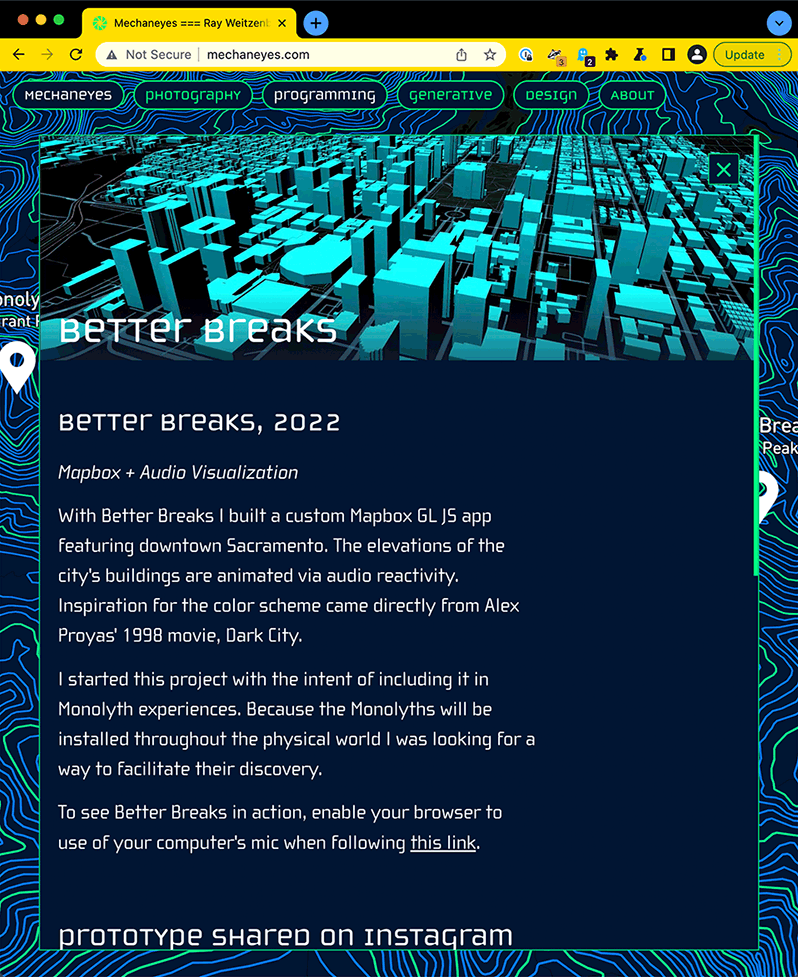 Mechaneyes === Ray Weitzenb
Not Secure
mechaneyes.com
3
2
Update
MECHANEYES
PHOTOGRAPHY
PROGRAMMING
GENERATIVE
DESIGN
ABOUT
onoly
rant
Better Breaks
Brea
Peak
Better Breaks, 2022
Mapbox + Audio Visualization
With Better Breaks I built a custom Mapbox GL JS app
featuring downtown Sacramento. The elevations of the
city's buildings are animated via audio reactivity.
Inspiration for the color scheme came directly from Alex
Proyas' 1998 movie, Dark City.
I started this project with the intent of including it in
Monolyth experiences. Because the Monolyths will be
installed throughout the physical world I was looking for a
way to facilitate their discovery.
To see Better Breaks in action, enable your browser to
use of your computer's mic when following this link.
Prototype Shared on Instagram